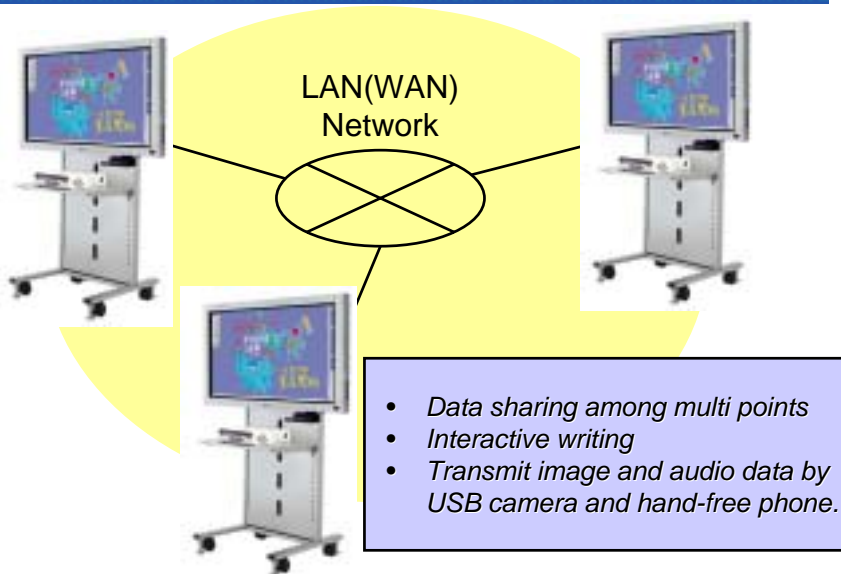 LAN(WAN)
Network
• Data sharing among multi points
• Interactive writing
• Transmit image and audio data by
USB camera and hand-free phone.